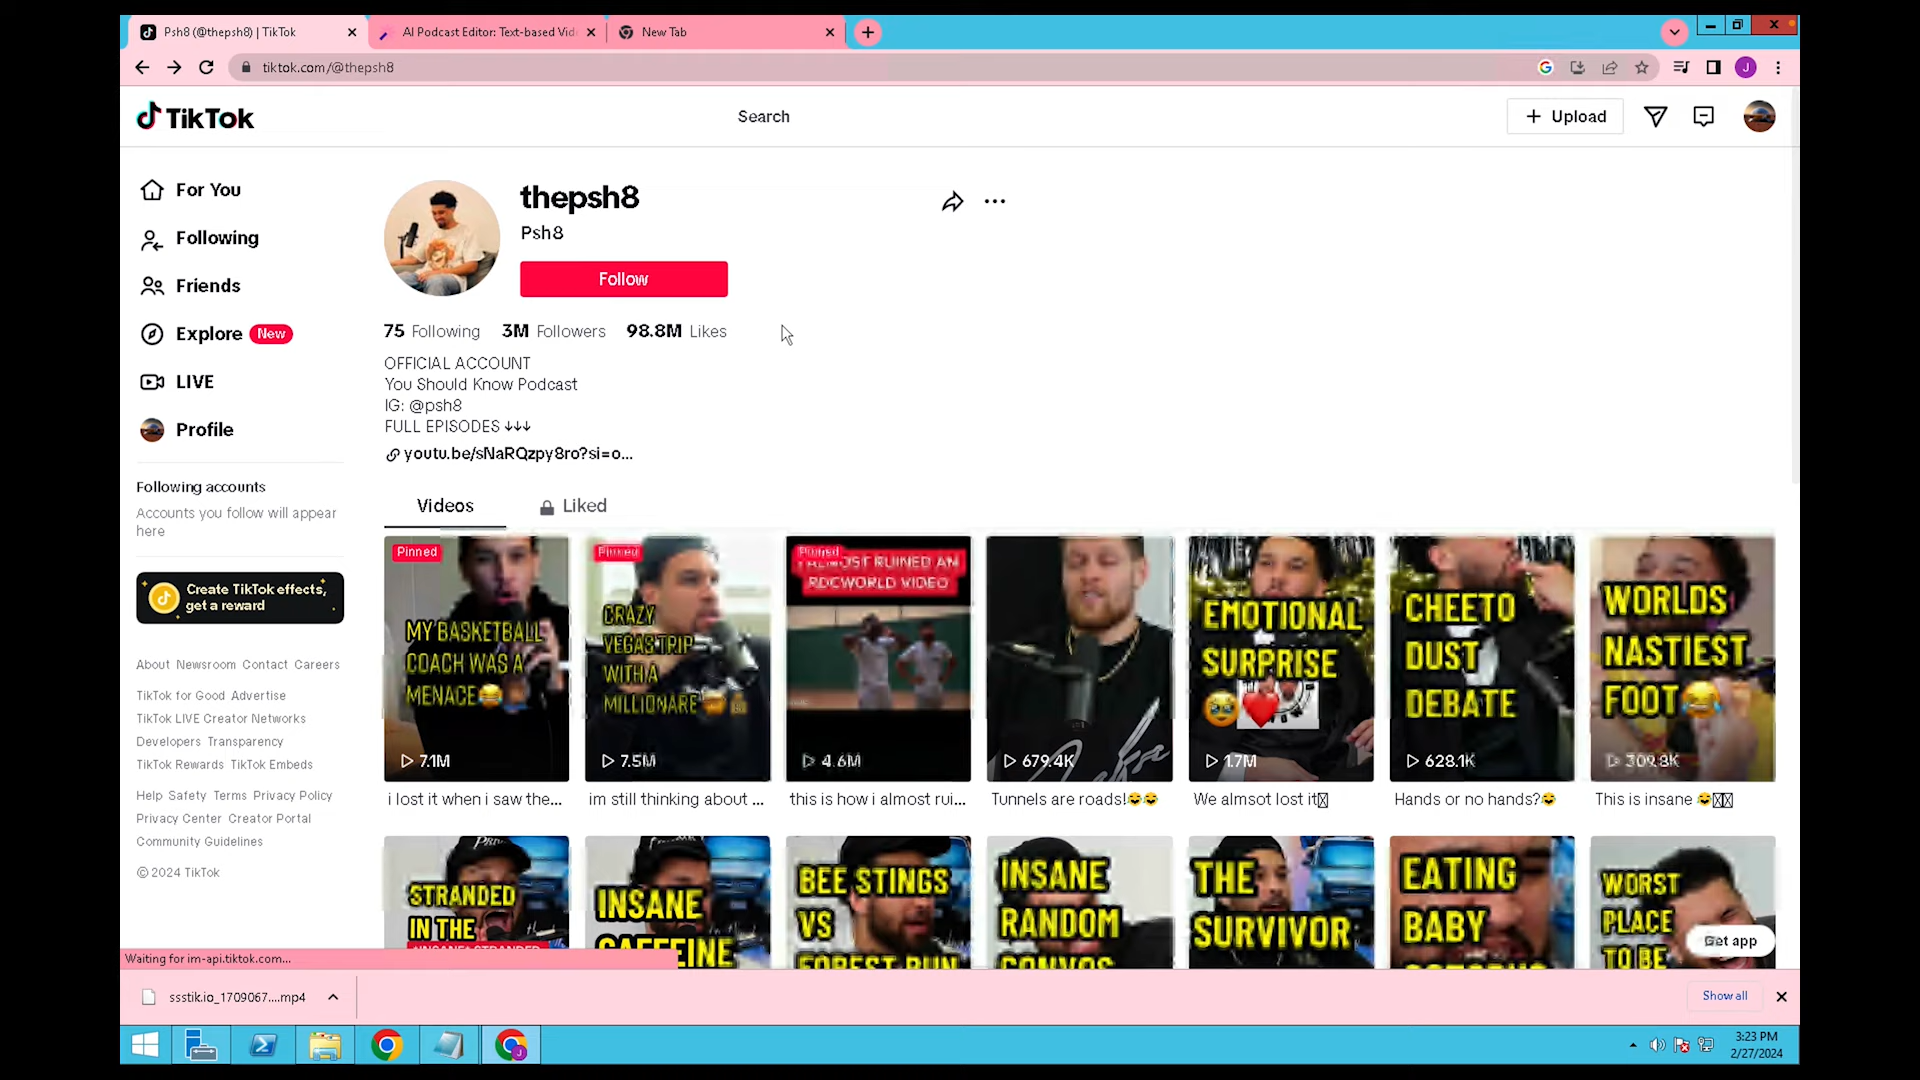 Psh8 (@thepsh8) | TikTok
AI Podcast Editor: Text-based Vid
New Tab
tiktok.com/@thepsh8
J
TikTok
Search
+ Upload
For You
Following
Friends
Explore New
LIVE
Profile
Following accounts
Accounts you follow will appear
here
Create TikTok effects,
get a reward
About Newsroom Contact Careers
TikTok for Good Advertise
TikTok LIVE Creator Networks
Developers Transparency
TikTok Rewards TikTok Embeds
Help Safety Terms Privacy Policy
Privacy Center Creator Portal
Community Guidelines
© 2024 TikTok
thepsh8
Psh8
Follow
75 Following 3M Followers 98.8M Likes
OFFICIAL ACCOUNT
You Should Know Podcast
IG: @psh8
FULL EPISODES ↓↓↓
youtu.be/sNaRQzpy8ro?si=o...
Videos
Liked
Pinned
MY BASKETBALL
COACH WAS A
MENACE😂
7.1M
i lost it when i saw the...
Pinned
CRAZY
VEGAS TRIP
WITH A
MILLIONARE
7.5M
im still thinking about ...
Pinned
I ALMOST RUINED AN
RDCWORLD VIDEO
4.6M
this is how i almost rui...
679.4K
Tunnels are roads!😂😂
EMOTIONAL
SURPRISE
🥹❤️
1.7M
We almsot lost it
CHEETO
DUST
DEBATE
628.1K
Hands or no hands?😂
WORLDS
NASTIEST
FOOT😂
309.8K
This is insane 😂
STRANDED
IN THE
INSANE
CAFFEINE
BEE STINGS
VS
FOREST RUN
INSANE
RANDOM
CONVOS
THE
SURVIVOR
EATING
BABY
WORST
PLACE
TO BE
Get app
Waiting for im-api.tiktok.com...
ssstik.io_1709067....mp4
Show all
J
3:23 PM
2/27/2024